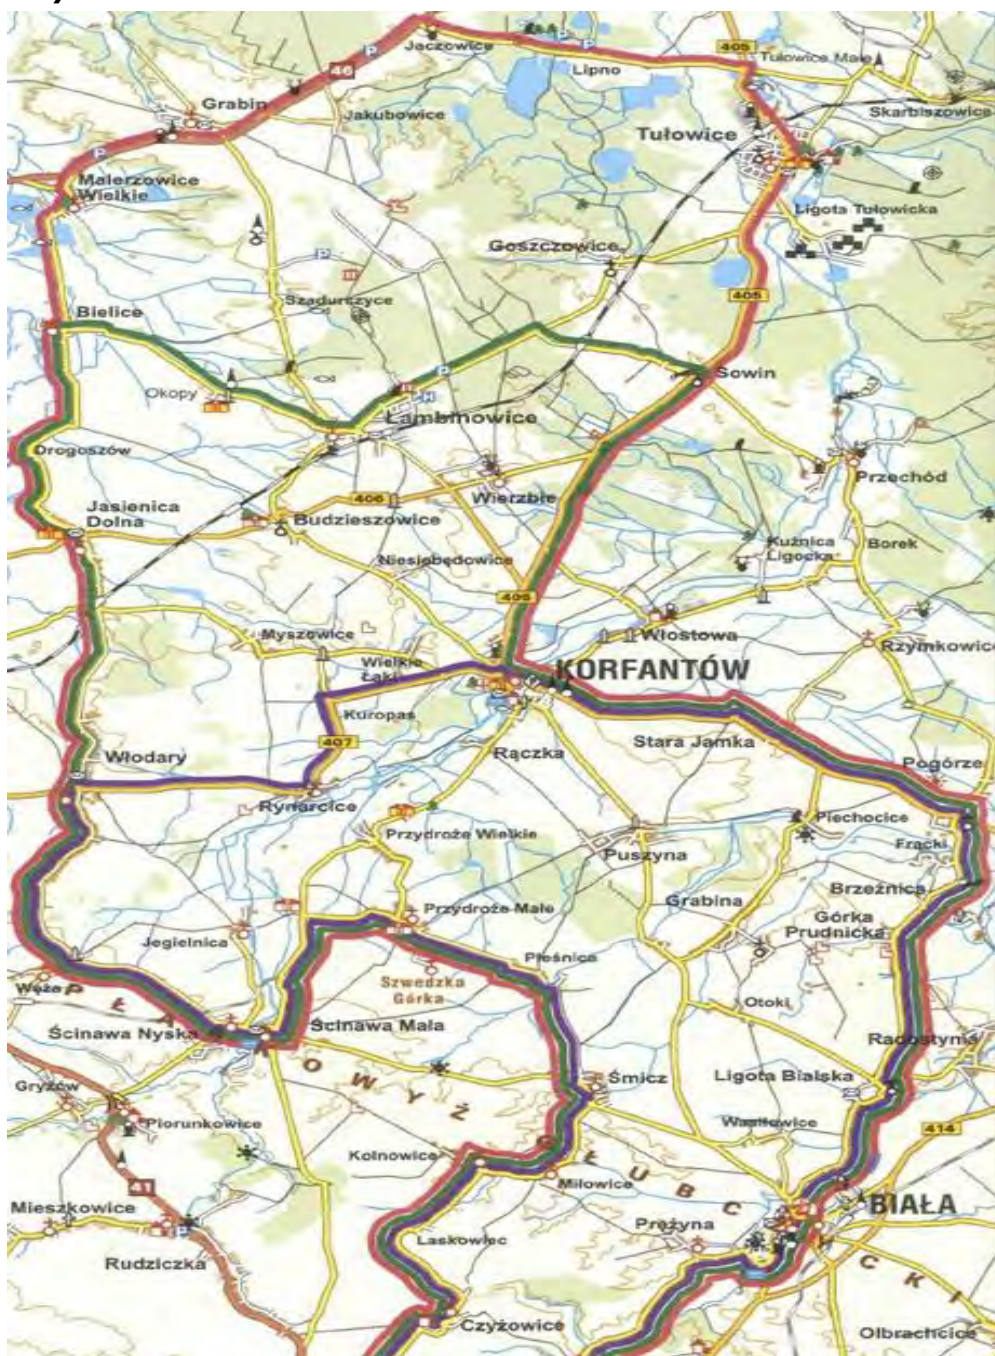 Jaczowice
405
P
P
P
Lipno
Tułowice Małe
46
Grabin
Jakubowice
Skarbiszowice
Tułowice
P
Malerzowice
Wielkie
Ligota Tułowicka
Goszczowice
P
405
Szadurczyce
Bielice
P
Sowin
Okopy
H
Łambinowice
Drogoszów
Przechód
Wierzbie
406
Jasienica
Dolna
Budzieszowice
Kuźnica
Ligocka
Borek
Niesiebędowice
405
Myszowice
Włostowa
Rzymkowice
Wielkie
Łąki
KORFANTÓW
Kuropas
407
Stara Jamka
Rączka
Włodary
Pogórze
Rynarcice
Piechocice
Przydroże Wielkie
Frącki
Puszyna
Brzeźnica
Grabina
Przydroże Małe
Górka
Prudnicka
Jegielnica
Pleśnica
Szwedzka
Górka
Węża
Otoki
P Ł A
Ścinawa Nyska
Ścinawa Mała
Radostynia
O W Y Ż
Śmicz
Ligota Bialska
Gryżów
Piorunkowice
Wasiłowice
414
Kolnowice
G Ł U B C Z Y C K I
41
Miłowice
BIAŁA
Mieszkowice
P
Prężyna
Laskowiec
Rudziczka
Czyżowice
Olbrachcice